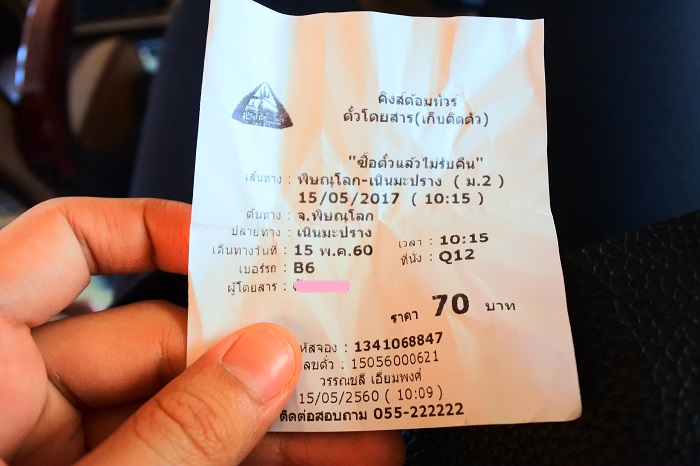 คิงส์ด้อมทัวร์
ตั๋วโดยสาร(เก็บติดตัว)
"ซื้อตั๋วแล้วไม่รับคืน"
เส้นทาง : พิษณุโลก-เนินมะปราง ( ม.2 )
15/05/2017 ( 10:15 )
ต้นทาง : จ.พิษณุโลก
ปลายทาง : เนินมะปราง
เดินทางวันที่ : 15 พ.ค.60 เวลา : 10:15
เบอร์รถ : B6 ที่นั่ง : Q12
ผู้โดยสาร :
ราคา 70 บาท
หัสจอง : 1341068847
ลขตั๋ว : 15056000621
วรรณชลี เอี่ยมพงศ์
15/05/2560 ( 10:09 )
ติดต่อสอบถาม 055-222222